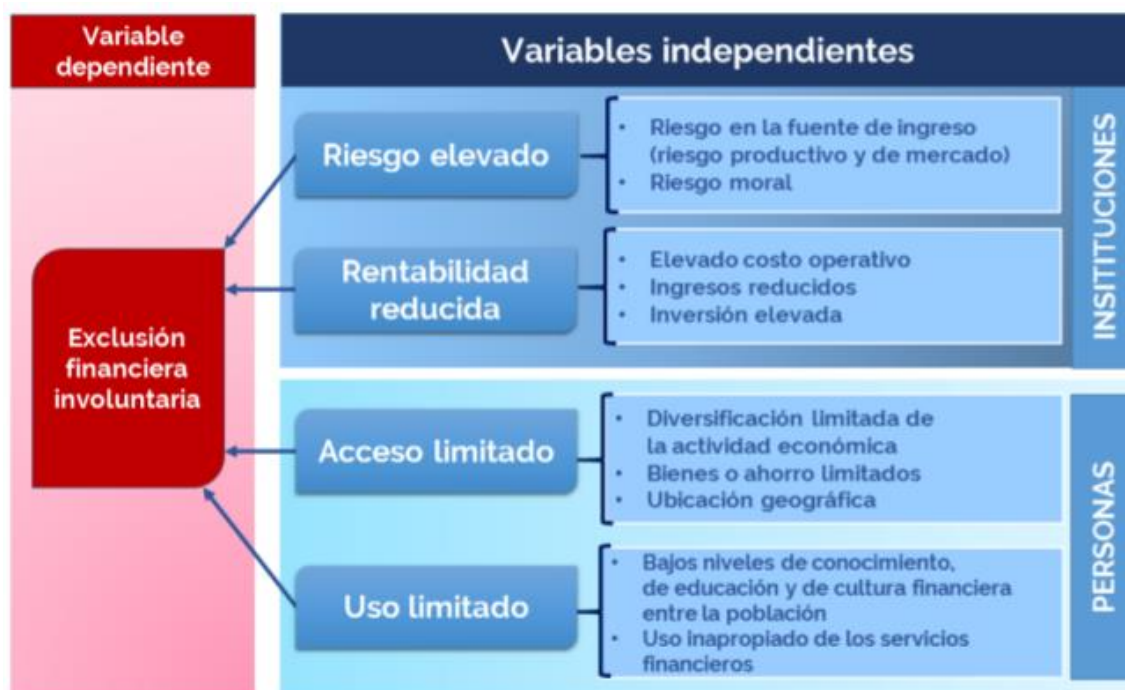 Variable
dependiente
Variables independientes
Exclusión
financiera
involuntaria
Riesgo elevado
• Riesgo en la fuente de ingreso
(riesgo productivo y de mercado)
• Riesgo moral
Rentabilidad
reducida
• Elevado costo operativo
• Ingresos reducidos
• Inversión elevada
INSITITUCIONES
Acceso limitado
• Diversificación limitada de
la actividad económica
• Bienes o ahorro limitados
• Ubicación geográfica
Uso limitado
• Bajos niveles de conocimiento,
de educación y de cultura financiera
entre la población
• Uso inapropiado de los servicios
financieros
PERSONAS